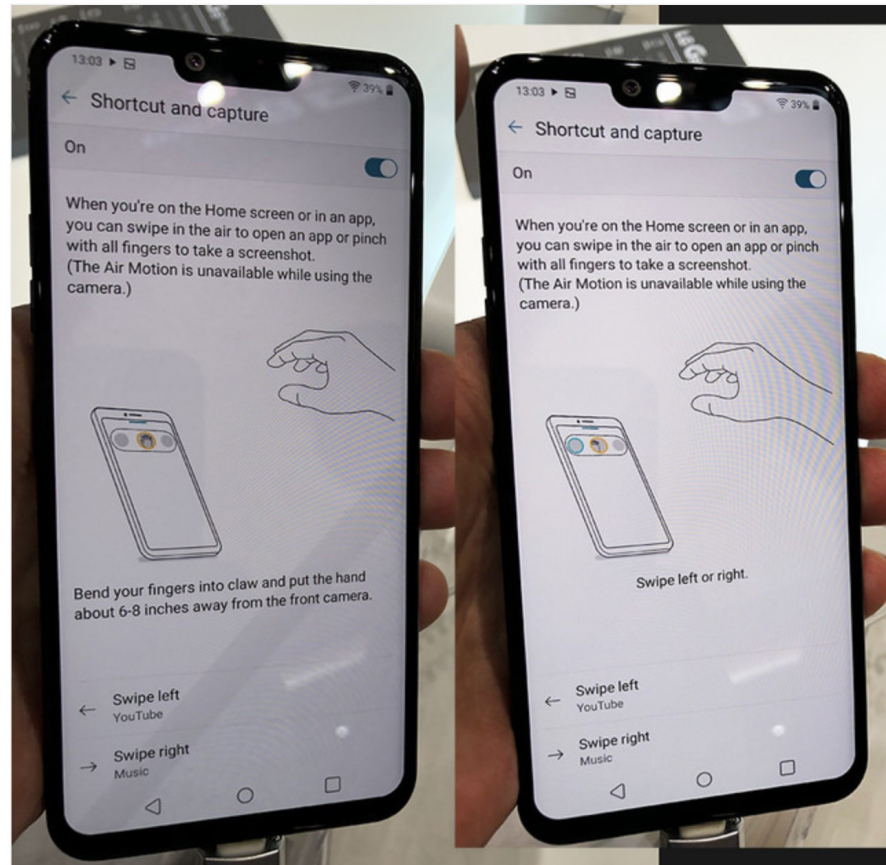 13:03
39%
Shortcut and capture
On
When you're on the Home screen or in an app,
you can swipe in the air to open an app or pinch
with all fingers to take a screenshot.
(The Air Motion is unavailable while using the
camera.)
Bend your fingers into claw and put the hand
about 6-8 inches away from the front camera.
Swipe left
YouTube
Swipe right
Music
13:03
39%
Shortcut and capture
On
When you're on the Home screen or in an app,
you can swipe in the air to open an app or pinch
with all fingers to take a screenshot.
(The Air Motion is unavailable while using the
camera.)
Swipe left or right.
Swipe left
YouTube
Swipe right
Music